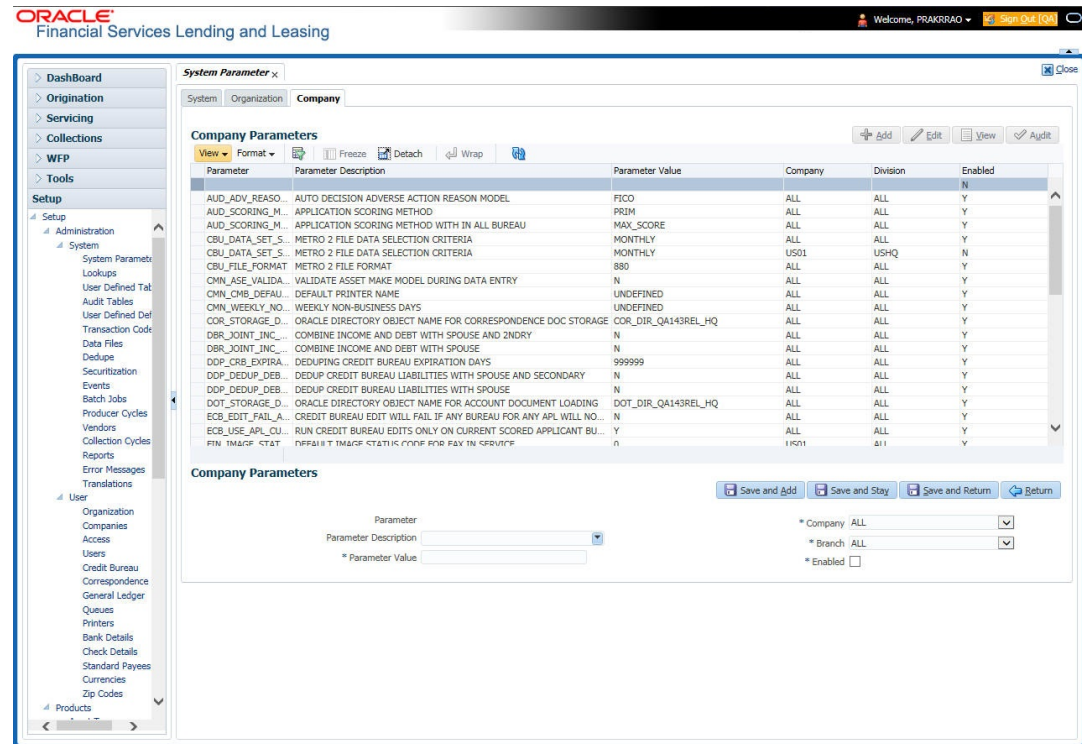 ORACLE
Financial Services Lending and Leasing
Welcome, PRAKRRAO
Sign Out [QA]
DashBoard
Origination
Servicing
Collections
WFP
Tools
Setup
Setup
Administration
System
System Paramete
Lookups
User Defined Tab
Audit Tables
User Defined Def
Transaction Code
Data Files
Dedupe
Securitization
Events
Batch Jobs
Producer Cycles
Vendors
Collection Cycles
Reports
Error Messages
Translations
User
Organization
Companies
Access
Users
Credit Bureau
Correspondence
General Ledger
Queues
Printers
Bank Details
Check Details
Standard Payees
Currencies
Zip Codes
Products
System Parameter x
Close
System Organization Company
Company Parameters
Add Edit View Audit
View Format Freeze Detach Wrap
Parameter Parameter Description Parameter Value Company Division Enabled
N
AUD_ADV_REASO... AUTO DECISION ADVERSE ACTION REASON MODEL FICO ALL ALL Y
AUD_SCORING_M... APPLICATION SCORING METHOD PRIM ALL ALL Y
AUD_SCORING_M... APPLICATION SCORING METHOD WITH IN ALL BUREAU MAX_SCORE ALL ALL Y
CBU_DATA_SET_S... METRO 2 FILE DATA SELECTION CRITERIA MONTHLY ALL ALL Y
CBU_DATA_SET_S... METRO 2 FILE DATA SELECTION CRITERIA MONTHLY US01 USHQ N
CBU_FILE_FORMAT METRO 2 FILE FORMAT 880 ALL ALL Y
CMN_ASE_VALIDA... VALIDATE ASSET MAKE MODEL DURING DATA ENTRY N ALL ALL Y
CMN_CMB_DEFAU... DEFAULT PRINTER NAME UNDEFINED ALL ALL Y
CMN_WEEKLY_NO... WEEKLY NON-BUSINESS DAYS UNDEFINED ALL ALL Y
COR_STORAGE_D... ORACLE DIRECTORY OBJECT NAME FOR CORRESPONDENCE DOC STORAGE COR_DIR_QA143REL_HQ ALL ALL Y
DBR_JOINT_INC_... COMBINE INCOME AND DEBT WITH SPOUSE AND 2NDRY N ALL ALL Y
DBR_JOINT_INC_... COMBINE INCOME AND DEBT WITH SPOUSE N ALL ALL Y
DDP_CRB_EXPIRA... DEDUPING CREDIT BUREAU EXPIRATION DAYS 999999 ALL ALL Y
DDP_DEDUP_DEB... DEDUP CREDIT BUREAU LIABILITIES WITH SPOUSE AND SECONDARY N ALL ALL Y
DDP_DEDUP_DEB... DEDUP CREDIT BUREAU LIABILITIES WITH SPOUSE N ALL ALL Y
DOT_STORAGE_D... ORACLE DIRECTORY OBJECT NAME FOR ACCOUNT DOCUMENT LOADING DOT_DIR_QA143REL_HQ ALL ALL Y
ECB_EDIT_FAIL_A... CREDIT BUREAU EDIT WILL FAIL IF ANY BUREAU FOR ANY APL WILL NO... N ALL ALL Y
ECB_USE_APL_CU... RUN CREDIT BUREAU EDITS ONLY ON CURRENT SCORED APPLICANT BU... Y ALL ALL Y
FIN_IMAGE_STAT... DEFAULT IMAGE STATUS CODE FOR FAX IN SERVICE 0 US01 ALL Y
Company Parameters
Save and Add Save and Stay Save and Return Return
Parameter
Parameter Description
* Parameter Value
* Company ALL
* Branch ALL
* Enabled